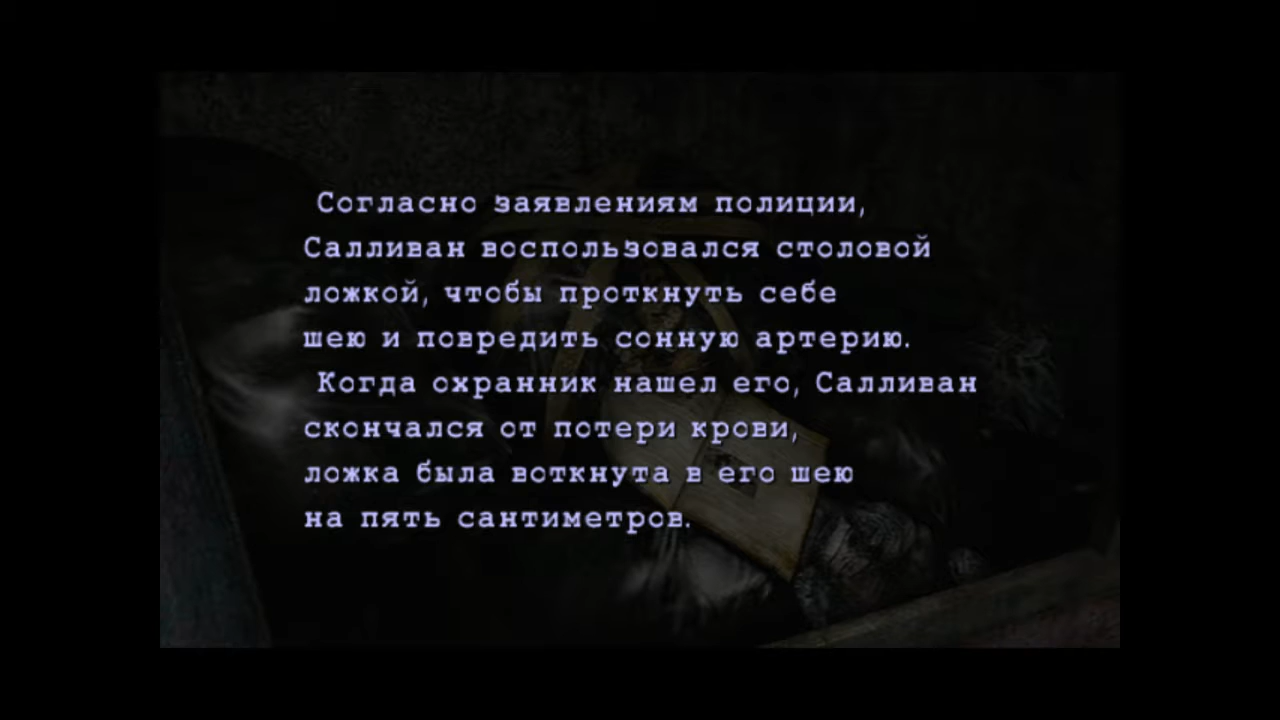 Согласно заявлениям полиции,
Салливан воспользовался столовой
ложкой, чтобы проткнуть себе
шею и повредить сонную артерию.
Когда охранник нашел его, Салливан
скончался от потери крови,
ложка была воткнута в его шею
на пять сантиметров.